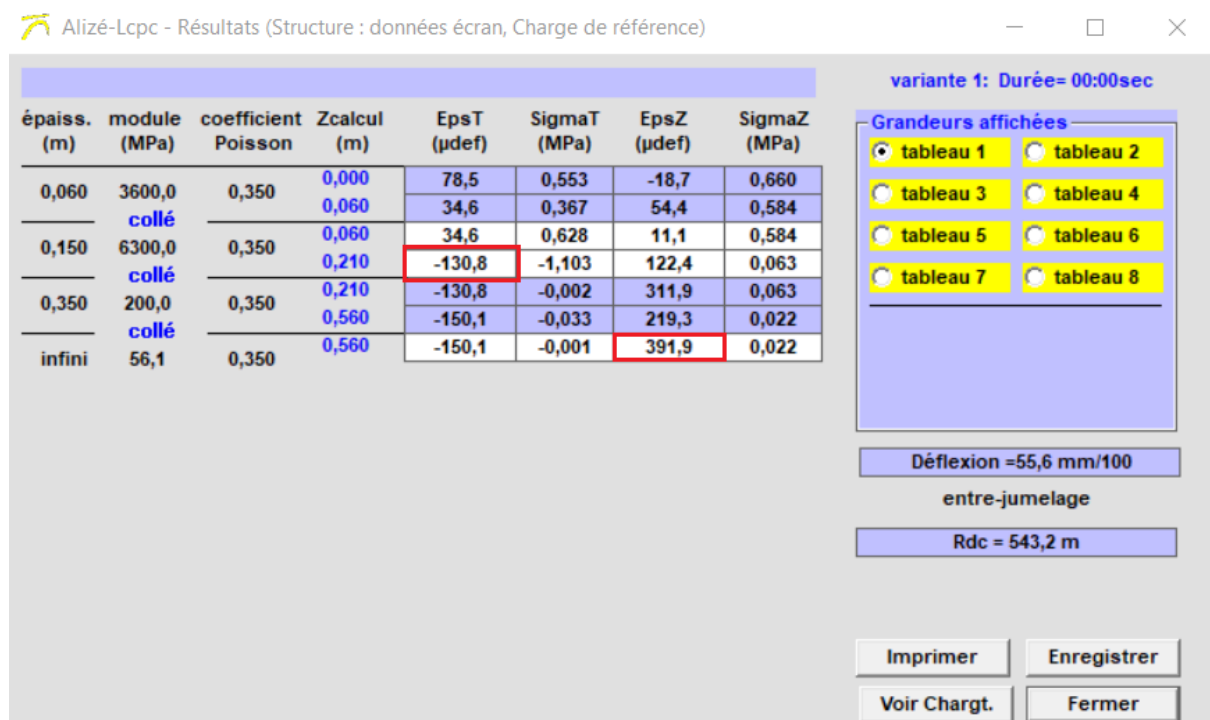 Alizé-Lcpc - Résultats (Structure : données écran, Charge de référence)
variante 1: Durée= 00:00sec
épaiss. module coefficient Zcalcul EpsT SigmaT EpsZ SigmaZ
(m) (MPa) Poisson (m) (µdef) (MPa) (µdef) (MPa)
0,000 78,5 0,553 -18,7 0,660
0,060 3600,0 0,350
0,060 34,6 0,367 54,4 0,584
collé
0,060 34,6 0,628 11,1 0,584
0,150 6300,0 0,350
0,210 -130,8 -1,103 122,4 0,063
collé
0,210 -130,8 -0,002 311,9 0,063
0,350 200,0 0,350
0,560 -150,1 -0,033 219,3 0,022
collé
0,560 -150,1 -0,001 391,9 0,022
infini 56,1 0,350
Grandeurs affichées
tableau 1 tableau 2
tableau 3 tableau 4
tableau 5 tableau 6
tableau 7 tableau 8
Déflexion =55,6 mm/100
entre-jumelage
Rdc = 543,2 m
Imprimer Enregistrer
Voir Chargt. Fermer